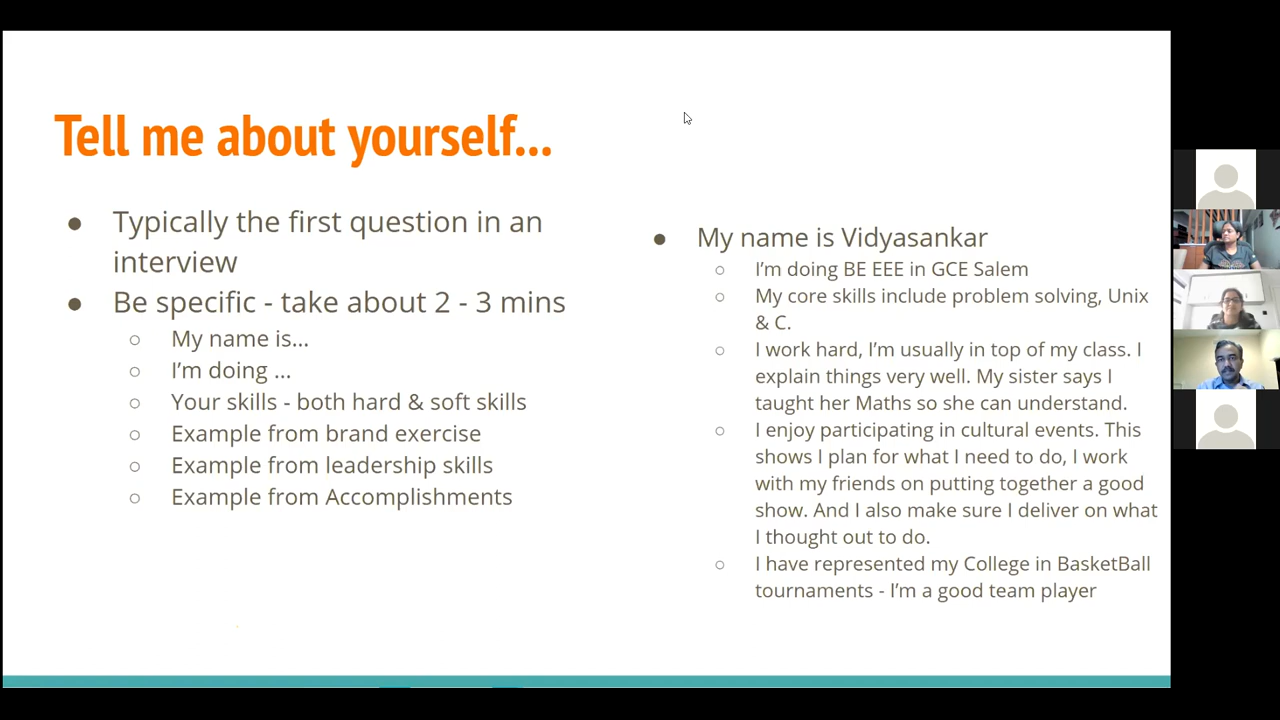 Tell me about yourself...
● Typically the first question in an
interview
● Be specific - take about 2 - 3 mins
○ My name is...
○ I'm doing ...
○ Your skills - both hard & soft skills
○ Example from brand exercise
○ Example from leadership skills
○ Example from Accomplishments
● My name is Vidyasankar
○ I'm doing BE EEE in GCE Salem
○ My core skills include problem solving, Unix
& C.
○ I work hard, I'm usually in top of my class. I
explain things very well. My sister says I
taught her Maths so she can understand.
○ I enjoy participating in cultural events. This
shows I plan for what I need to do, I work
with my friends on putting together a good
show. And I also make sure I deliver on what
I thought out to do.
○ I have represented my College in BasketBall
tournaments - I'm a good team player